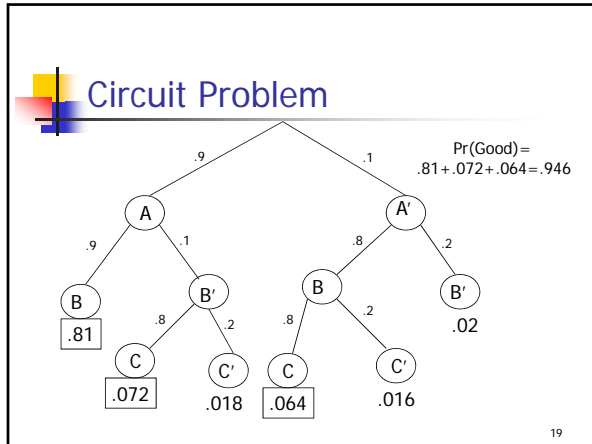 Circuit Problem
Pr(Good)=
.81+.072+.064=.946
.9
.1
A
A′
.9
.1
.8
.2
B
B′
B
B′
.81
.8
.2
.8
.2
.02
C
C′
C
C′
.072
.018
.064
.016
19